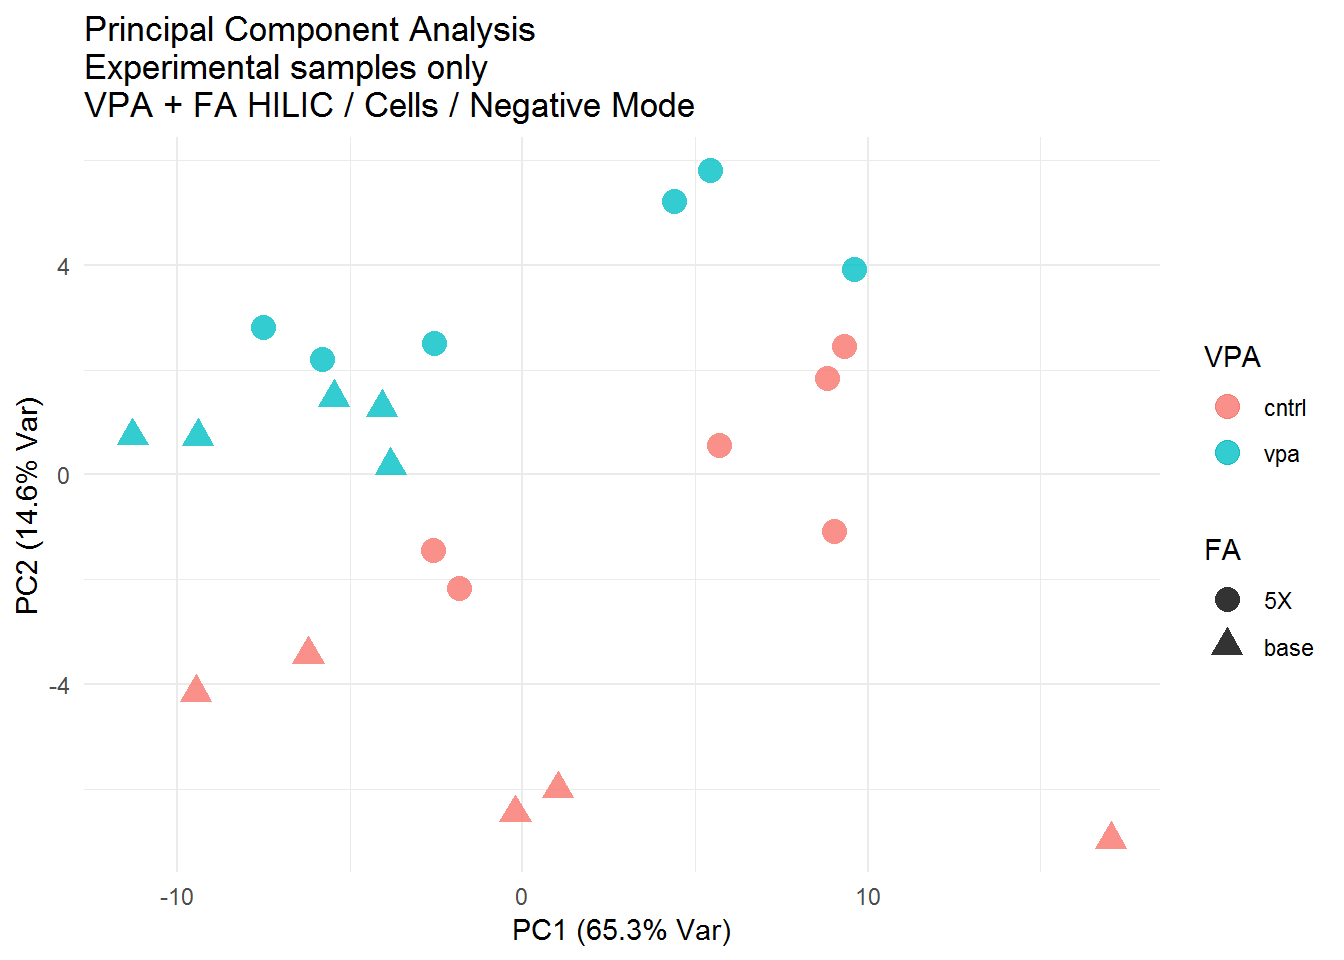 Principal Component Analysis
Experimental samples only
VPA + FA HILIC / Cells / Negative Mode
4
0
-4
PC2 (14.6% Var)
-10
0
10
PC1 (65.3% Var)
VPA
cntrl
vpa
FA
5X
base